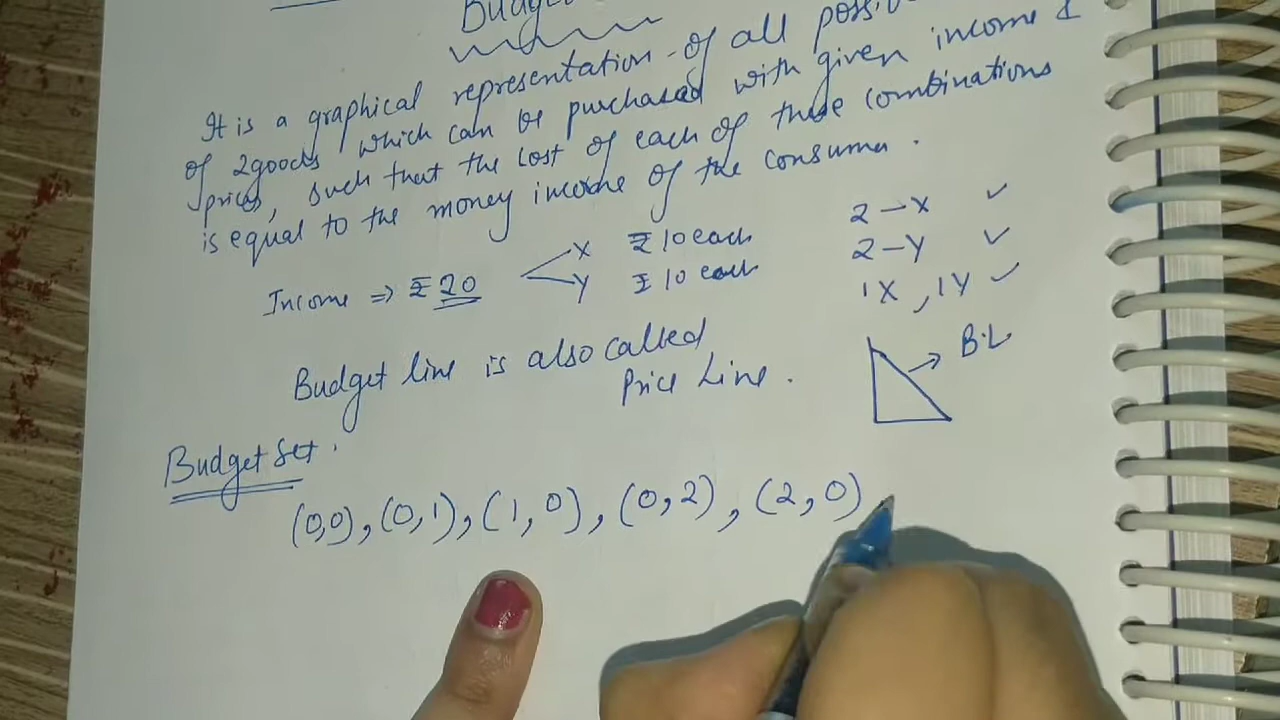 Budge
It is a graphical representation of all possi
of 2goods which can be purchased with given income &
prices, such that the cost of each of these combinations
is equal to the money income of the consumer.
Income ⇒ ₹ 20
X ₹ 10 each
Y ₹ 10 each
2 - X ✓
2 - Y ✓
1X , 1Y ✓
Budget line is also called
Price Line.
B.L
Budget Set.
(0,0), (0,1), (1,0), (0,2), (2,0)